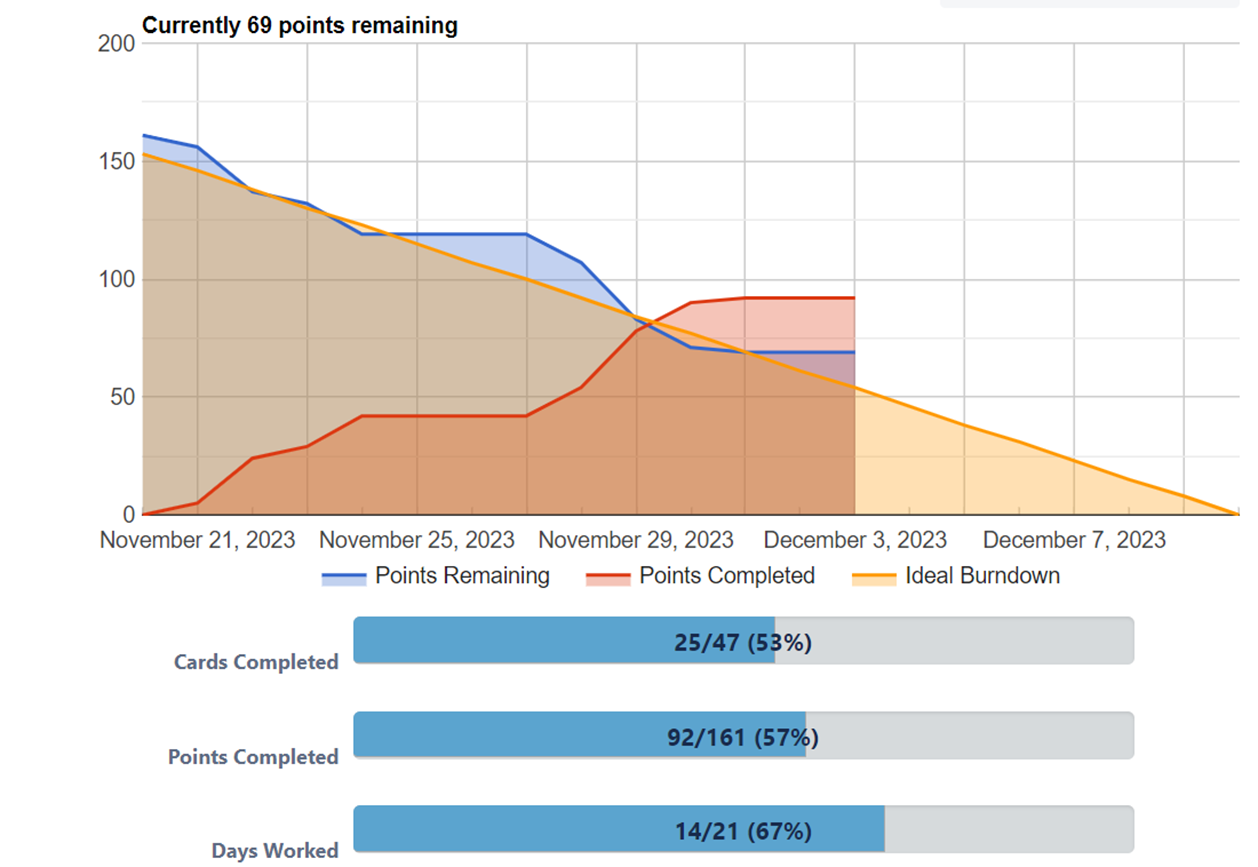 Currently 69 points remaining
200
150
100
50
0
November 21, 2023 November 25, 2023 November 29, 2023 December 3, 2023 December 7, 2023
Points Remaining Points Completed Ideal Burndown
Cards Completed 25/47 (53%)
Points Completed 92/161 (57%)
Days Worked 14/21 (67%)